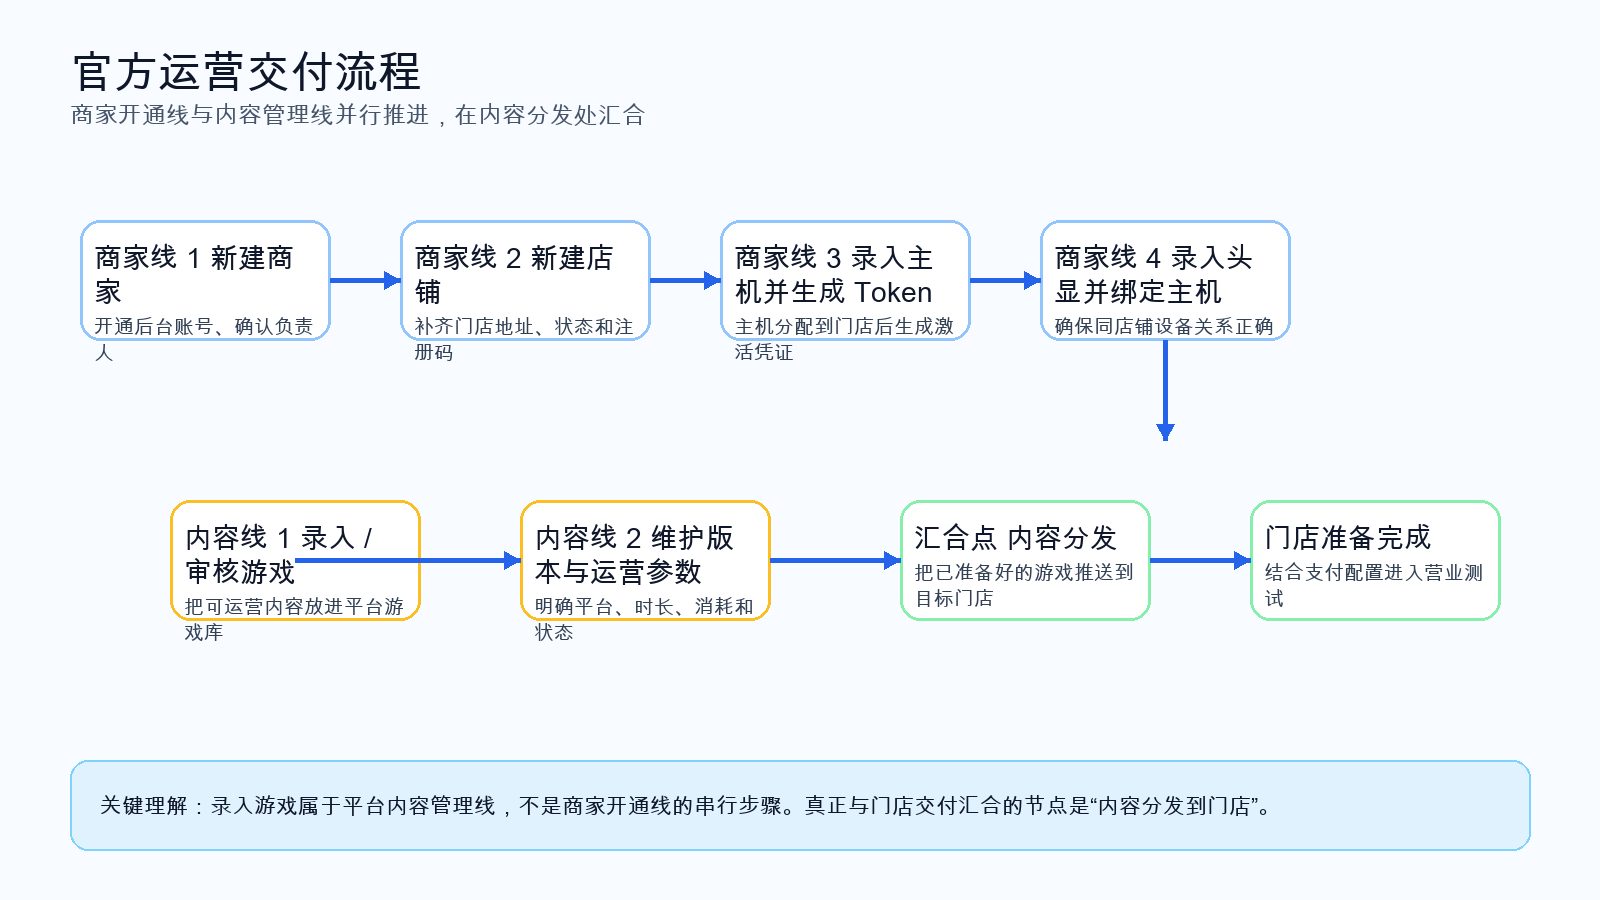 官方运营交付流程
商家开通线与内容管理线并行推进，在内容分发处汇合
商家线 1 新建商
家
开通后台账号、确认负责
人
商家线 2 新建店
铺
补齐门店地址、状态和注
册码
商家线 3 录入主
机并生成 Token
主机分配到门店后生成激
活凭证
商家线 4 录入头
显并绑定主机
确保同店铺设备关系正确
内容线 1 录入 /
审核游戏
把可运营内容放进平台游
戏库
内容线 2 维护版
本与运营参数
明确平台、时长、消耗和
状态
汇合点 内容分发
把已准备好的游戏推送到
目标门店
门店准备完成
结合支付配置进入营业测
试
关键理解：录入游戏属于平台内容管理线，不是商家开通线的串行步骤。真正与门店交付汇合的节点是“内容分发到门店”。